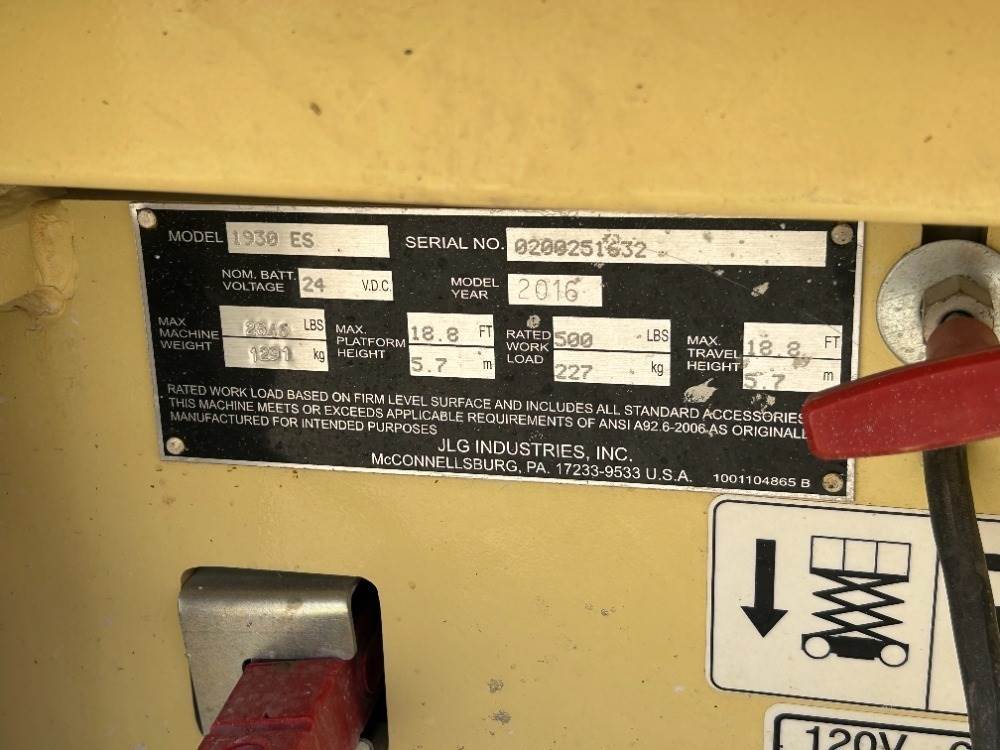 MODEL 1930 ES SERIAL NO. 0200251632
NOM. BATT. VOLTAGE 24 V.D.C. MODEL YEAR 2016
MAX. MACHINE WEIGHT LBS 1291 kg
MAX. PLATFORM HEIGHT 18.8 FT 5.7 m
RATED WORK LOAD 500 LBS 227 kg
MAX. TRAVEL HEIGHT 18.8 FT 5.7 m
RATED WORK LOAD BASED ON FIRM LEVEL SURFACE AND INCLUDES ALL STANDARD ACCESSORIES
THIS MACHINE MEETS OR EXCEEDS APPLICABLE REQUIREMENTS OF ANSI A92.6-2006 AS ORIGINALL
MANUFACTURED FOR INTENDED PURPOSES
JLG INDUSTRIES, INC.
McCONNELLSBURG, PA. 17233-9533 U.S.A. 1001104865 B
120V